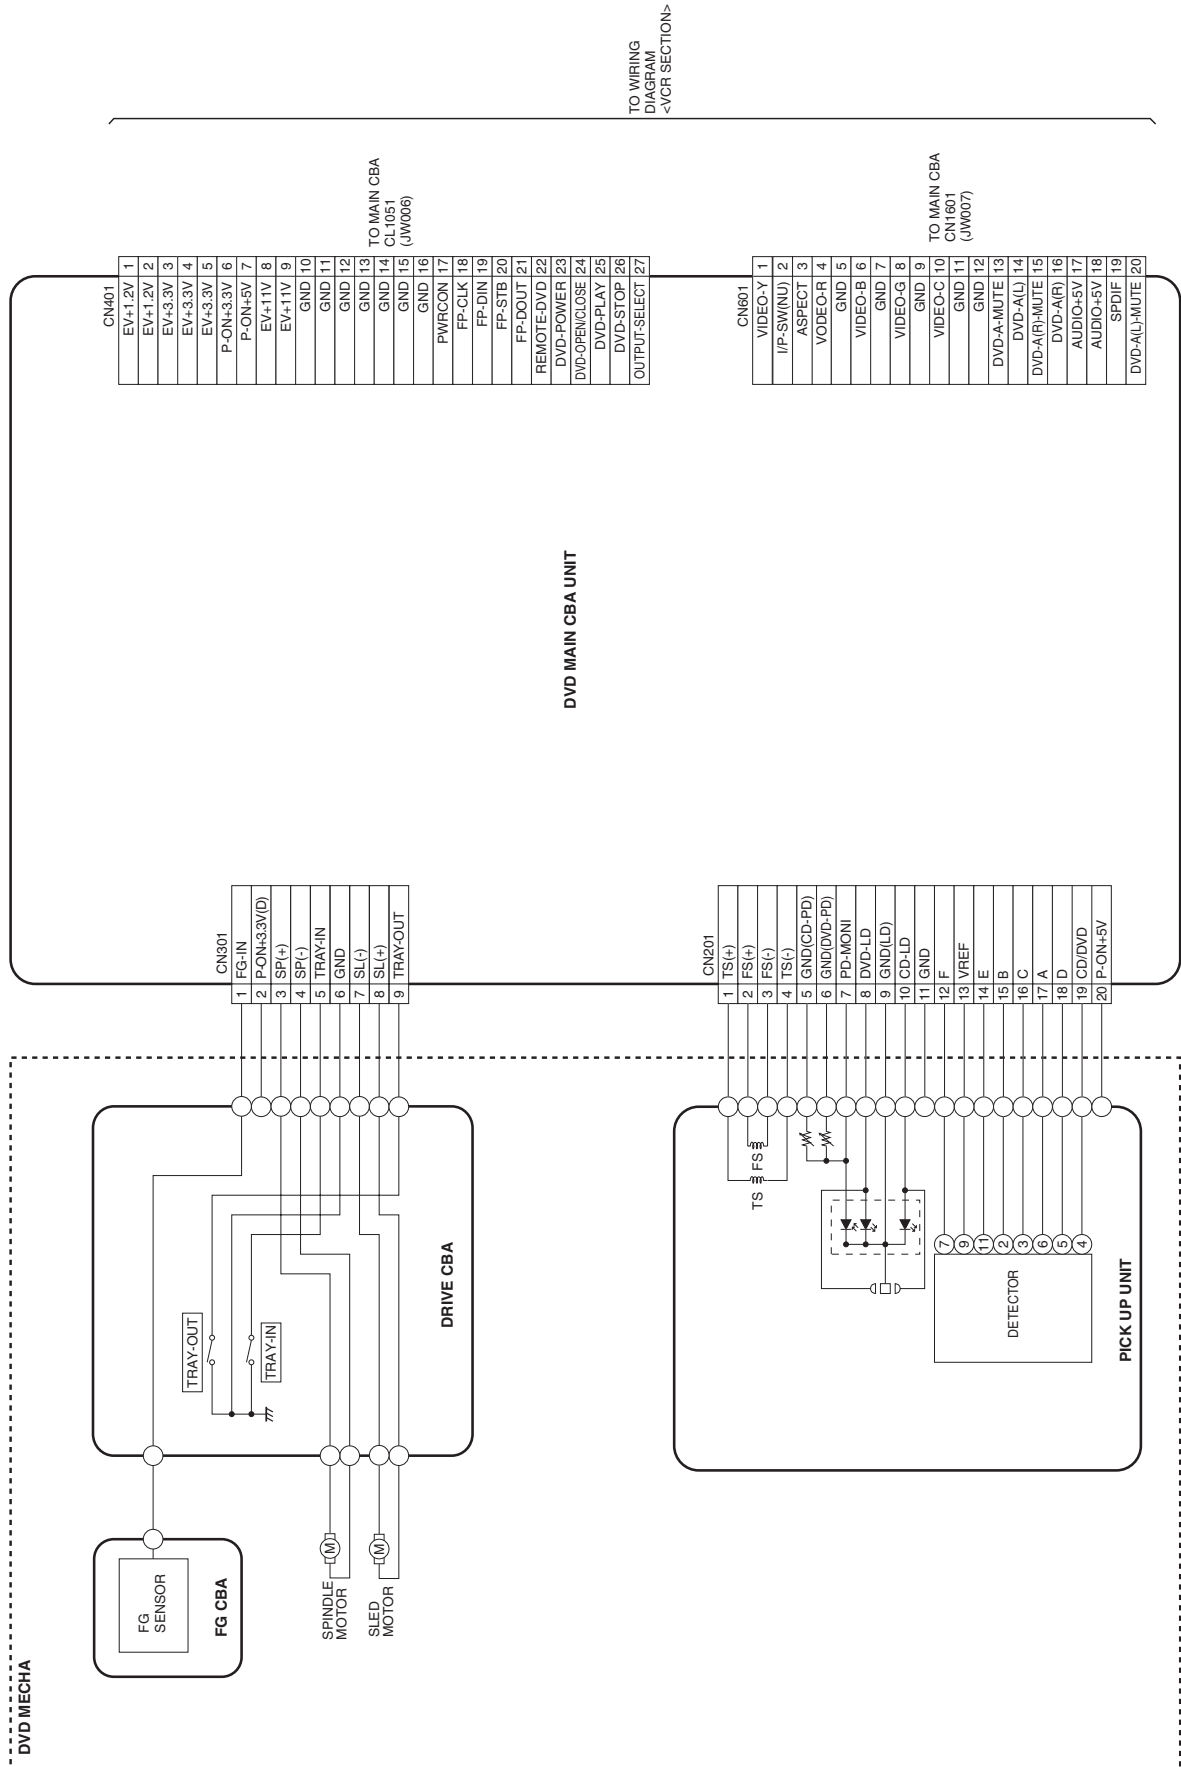 DVD MECHA
FG
SENSOR
FG CBA
SPINDLE
MOTOR
M
SLED
MOTOR
M
TRAY-OUT
TRAY-IN
DRIVE CBA
CN301
1 FG-IN
2 P-ON+3.3V(D)
3 SP(+)
4 SP(-)
5 TRAY-IN
6 GND
7 SL(-)
8 SL(+)
9 TRAY-OUT
TS
FS
DETECTOR
7
9
11
2
3
6
5
4
PICK UP UNIT
CN201
1 TS(+)
2 FS(+)
3 FS(-)
4 TS(-)
5 GND(CD-PD)
6 GND(DVD-PD)
7 PD-MONI
8 DVD-LD
9 GND(LD)
10 CD-LD
11 GND
12 F
13 VREF
14 E
15 B
16 C
17 A
18 D
19 CD/DVD
20 P-ON+5V
DVD MAIN CBA UNIT
CN401
EV+1.2V 1
EV+1.2V 2
EV+3.3V 3
EV+3.3V 4
EV+3.3V 5
P-ON+3.3V 6
P-ON+5V 7
EV+11V 8
EV+11V 9
GND 10
GND 11
GND 12
GND 13
GND 14
GND 15
GND 16
PWRCON 17
FP-CLK 18
FP-DIN 19
FP-STB 20
FP-DOUT 21
REMOTE-DVD 22
DVD-POWER 23
DVD-OPEN/CLOSE 24
DVD-PLAY 25
DVD-STOP 26
OUTPUT-SELECT 27
TO MAIN CBA
CL1051
(JW006)
CN601
VIDEO-Y 1
I/P-SW(NU) 2
ASPECT 3
VODEO-R 4
GND 5
VIDEO-B 6
GND 7
VIDEO-G 8
GND 9
VIDEO-C 10
GND 11
GND 12
DVD-A-MUTE 13
DVD-A(L) 14
DVD-A(R)-MUTE 15
DVD-A(R) 16
AUDIO+5V 17
AUDIO+5V 18
SPDIF 19
DVD-A(L)-MUTE 20
TO MAIN CBA
CN1601
(JW007)
TO WIRING
DIAGRAM
<VCR SECTION>